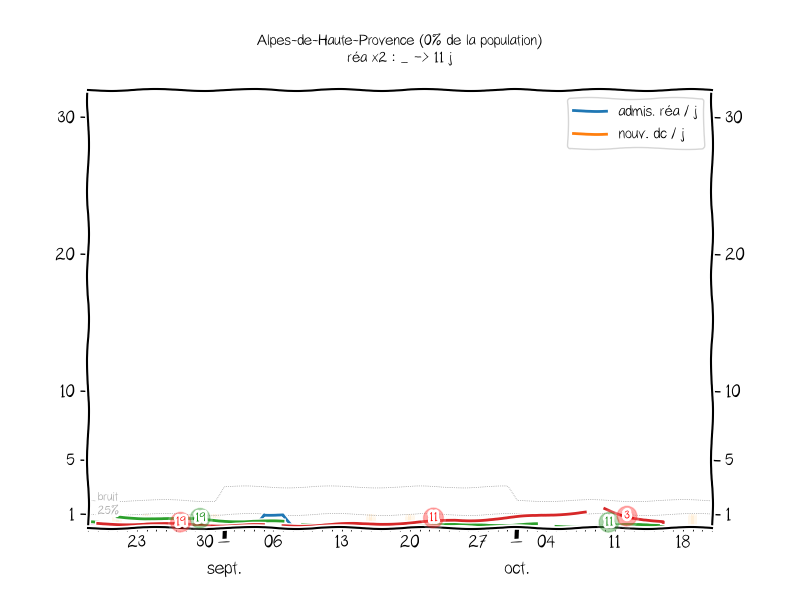 Alpes-de-Haute-Provence (0% de la population)
réa x2 : _ -> 11 j
admis. réa / j
nouv. dc / j
30 30
20 20
10 10
5 5
bruit
25%
1 19 19 11 11 3 1
23 30 06 13 20 27 04 11 18
sept. oct.